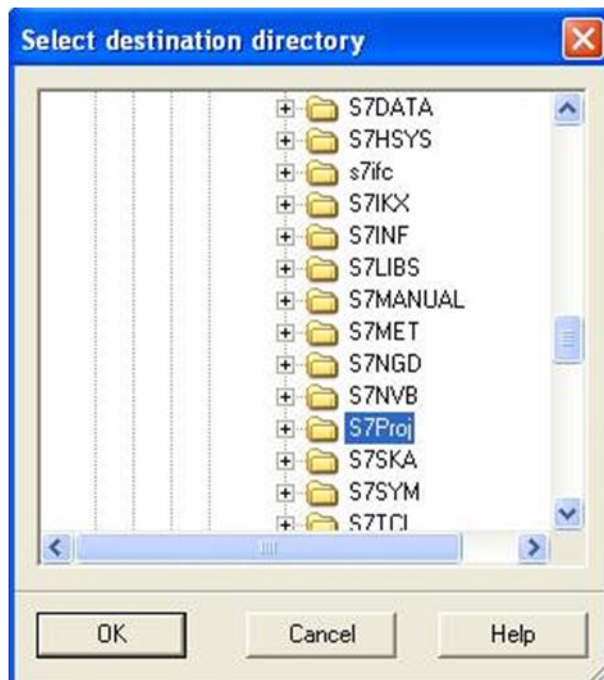 Select destination directory
S7DATA
S7HSYS
s7ifc
S7IKX
S7INF
S7LIBS
S7MANUAL
S7MET
S7NGD
S7NVB
S7Proj
S7SKA
S7SYM
S7TCI
OK Cancel Help